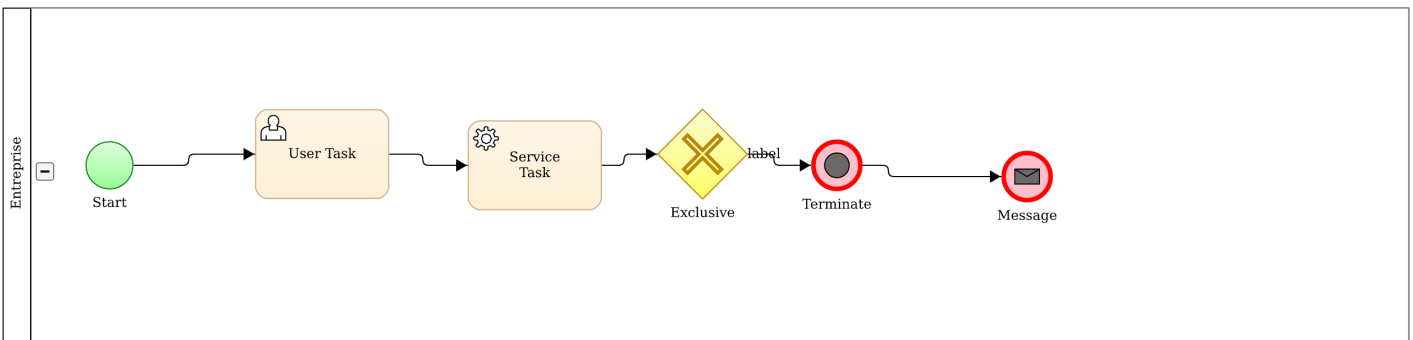 Entreprise
Start
User Task
Service
Task
Exclusive
label
Terminate
Message